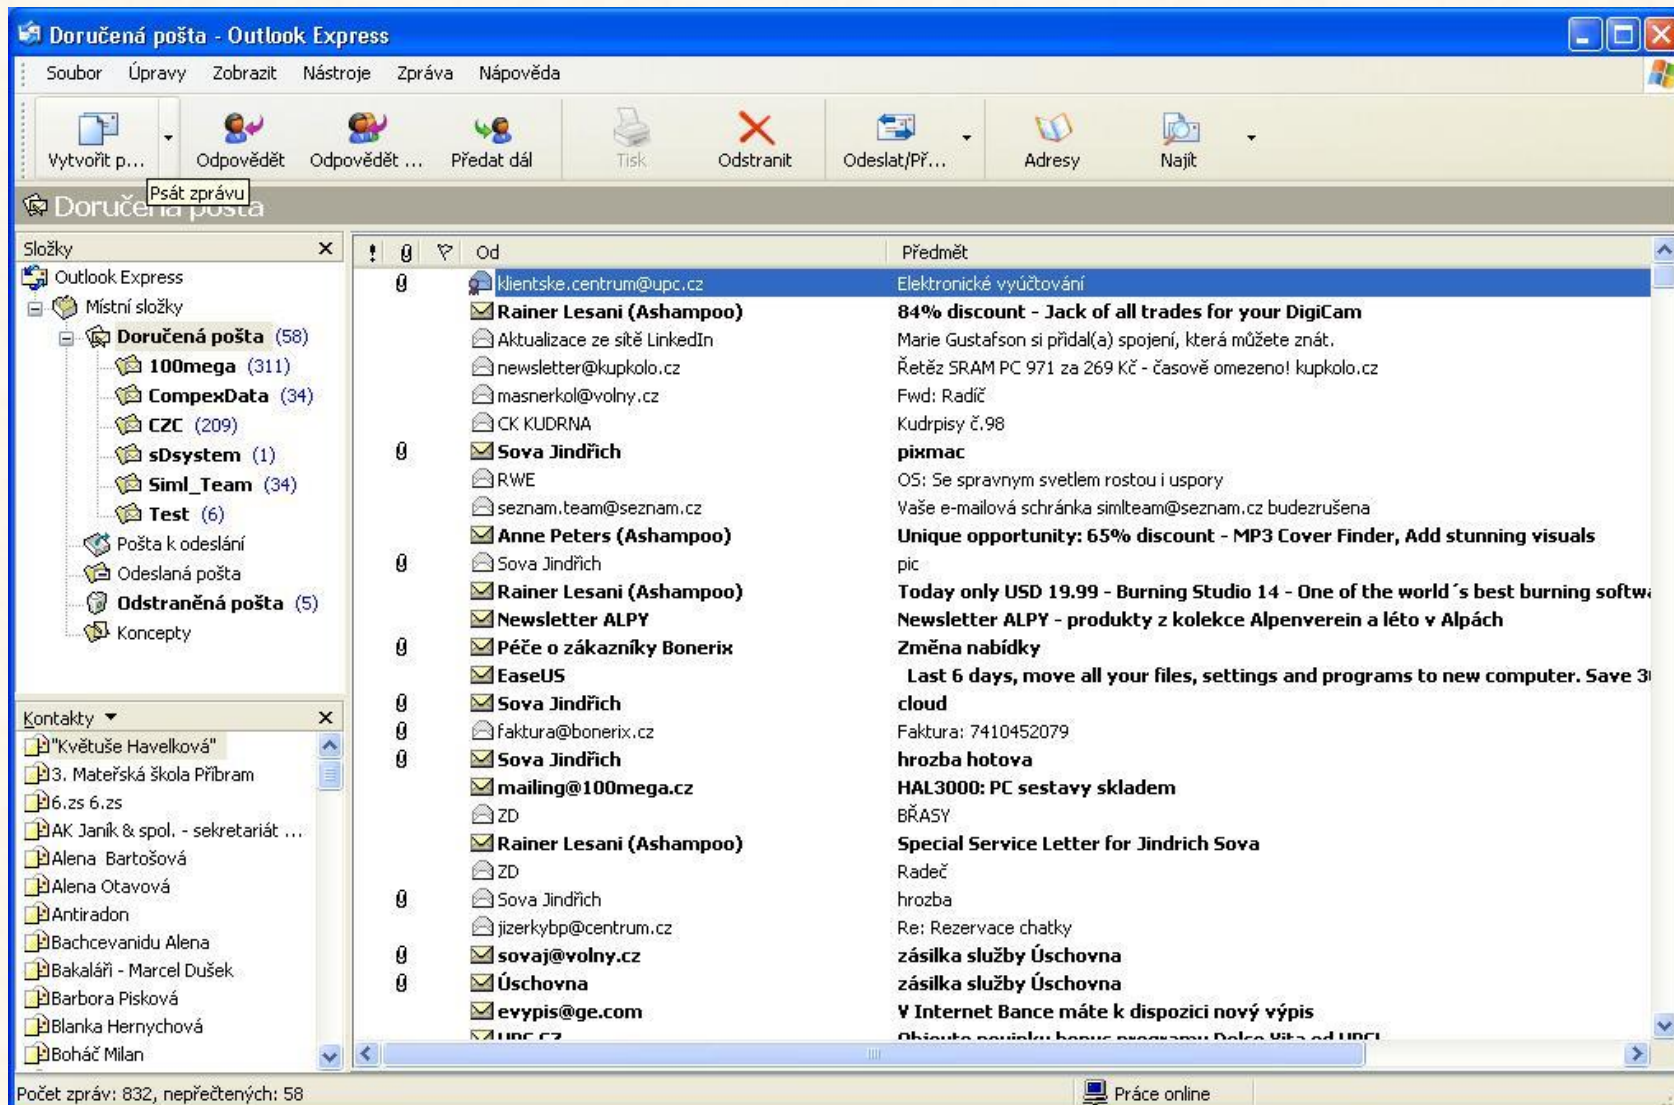 Doručená pošta - Outlook Express
Soubor Úpravy Zobrazit Nástroje Zpráva Nápověda
Vytvořit p... Odpovědět Odpovědět ... Předat dál Tisk Odstranit Odeslat/Př... Adresy Najít
Psát zprávu
Doručená pošta
Složky
Outlook Express
Místní složky
Doručená pošta (58)
100mega (311)
CompexData (34)
CZC (209)
sDsystem (1)
Siml_Team (34)
Test (6)
Pošta k odeslání
Odeslaná pošta
Odstraněná pošta (5)
Koncepty
Kontakty
"Květuše Havelková"
3. Mateřská škola Příbram
6.zs 6.zs
AK Janík & spol. - sekretariát ...
Alena Bartošová
Alena Otavová
Antiradon
Bachcevanidu Alena
Bakaláři - Marcel Dušek
Barbora Pisková
Blanka Hernychová
Boháč Milan
Od Předmět
klientske.centrum@upc.cz Elektronické vyúčtování
Rainer Lesani (Ashampoo) 84% discount - Jack of all trades for your DigiCam
Aktualizace ze sítě LinkedIn Marie Gustafson si přidal(a) spojení, která můžete znát.
newsletter@kupkolo.cz Řetěz SRAM PC 971 za 269 Kč - časově omezeno! kupkolo.cz
masnerkol@volny.cz Fwd: Radíč
CK KUDRNA Kudrpisy č.98
Sova Jindřich pixmac
RWE OS: Se spravnym svetlem rostou i uspory
seznam.team@seznam.cz Vaše e-mailová schránka simlteam@seznam.cz budezrušena
Anne Peters (Ashampoo) Unique opportunity: 65% discount - MP3 Cover Finder, Add stunning visuals
Sova Jindřich pic
Rainer Lesani (Ashampoo) Today only USD 19.99 - Burning Studio 14 - One of the world´s best burning softwa
Newsletter ALPY Newsletter ALPY - produkty z kolekce Alpenverein a léto v Alpách
Péče o zákazníky Bonerix Změna nabídky
EaseUS Last 6 days, move all your files, settings and programs to new computer. Save 3
Sova Jindřich cloud
faktura@bonerix.cz Faktura: 7410452079
Sova Jindřich hrozba hotova
mailing@100mega.cz HAL3000: PC sestavy skladem
ZD BŘASY
Rainer Lesani (Ashampoo) Special Service Letter for Jindrich Sova
ZD Radeč
Sova Jindřich hrozba
jizerkybp@centrum.cz Re: Rezervace chatky
sovaj@volny.cz zásilka služby Úschovna
Úschovna zásilka služby Úschovna
evypis@ge.com V Internet Bance máte k dispozici nový výpis
UPC CZ
Počet zpráv: 832, nepřečtených: 58 Práce online